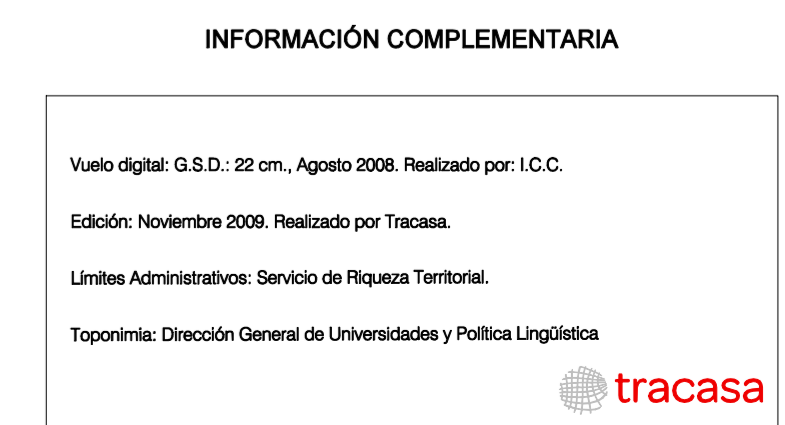 INFORMACIÓN COMPLEMENTARIA
Vuelo digital: G.S.D.: 22 cm., Agosto 2008. Realizado por: I.C.C.
Edición: Noviembre 2009. Realizado por Tracasa.
Límites Administrativos: Servicio de Riqueza Territorial.
Toponimia: Dirección General de Universidades y Política Lingüística
tracasa